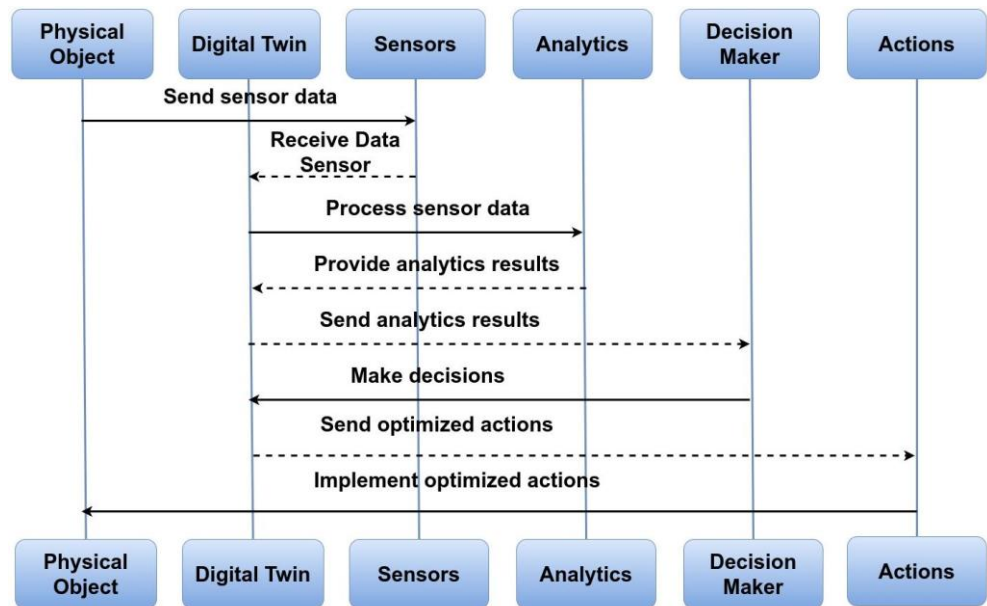 Physical
Object
Digital Twin
Sensors
Analytics
Decision
Maker
Actions
Send sensor data
Receive Data
Sensor
Process sensor data
Provide analytics results
Send analytics results
Make decisions
Send optimized actions
Implement optimized actions
Physical
Object
Digital Twin
Sensors
Analytics
Decision
Maker
Actions